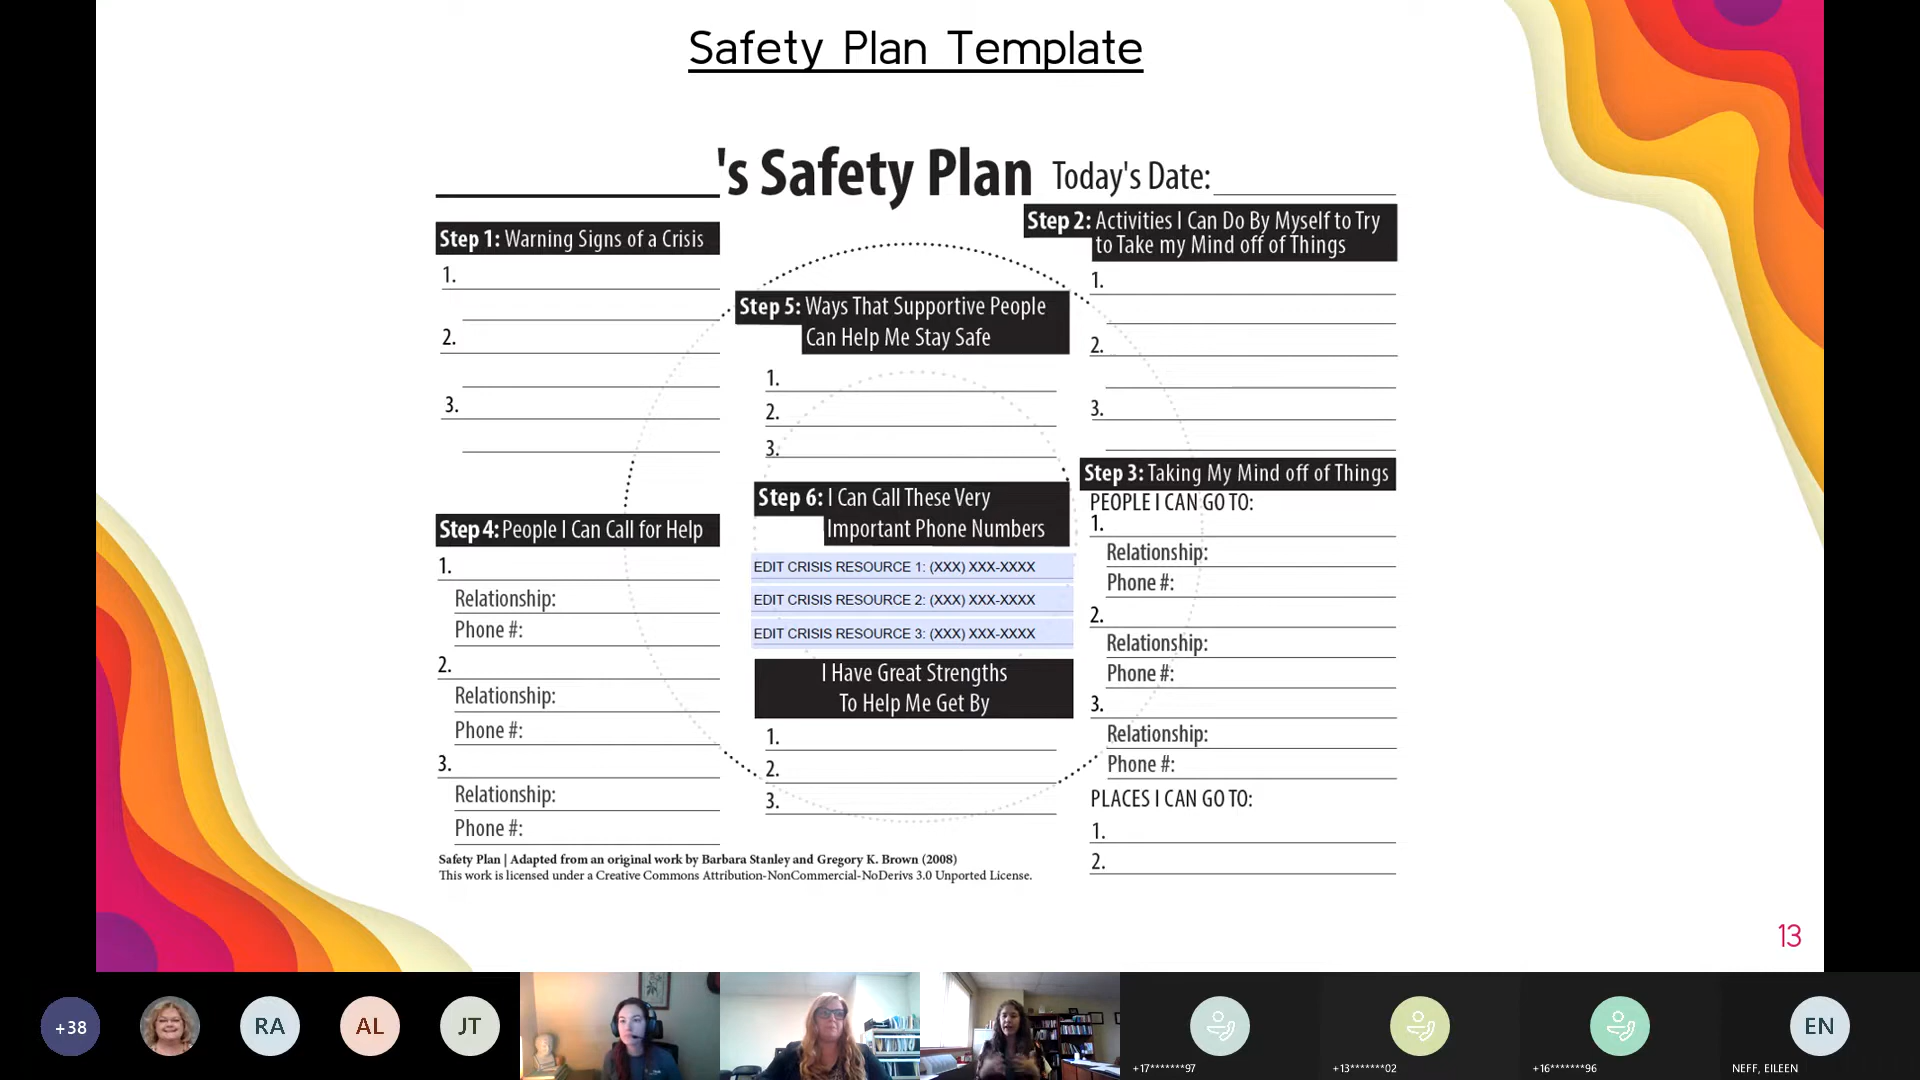 Safety Plan Template
's Safety Plan Today's Date:
Step 1: Warning Signs of a Crisis
1.
2.
3.
Step 2: Activities I Can Do By Myself to Try
to Take my Mind off of Things
1.
2.
3.
Step 5: Ways That Supportive People
Can Help Me Stay Safe
1.
2.
3.
Step 3: Taking My Mind off of Things
PEOPLE I CAN GO TO:
1.
Relationship:
Phone #:
2.
Relationship:
Phone #:
3.
Relationship:
Phone #:
PLACES I CAN GO TO:
1.
2.
Step 4: People I Can Call for Help
1.
Relationship:
Phone #:
2.
Relationship:
Phone #:
3.
Relationship:
Phone #:
Step 6: I Can Call These Very
Important Phone Numbers
EDIT CRISIS RESOURCE 1: (XXX) XXX-XXXX
EDIT CRISIS RESOURCE 2: (XXX) XXX-XXXX
EDIT CRISIS RESOURCE 3: (XXX) XXX-XXXX
I Have Great Strengths
To Help Me Get By
1.
2.
3.
Safety Plan | Adapted from an original work by Barbara Stanley and Gregory K. Brown (2008)
This work is licensed under a Creative Commons Attribution-NonCommercial-NoDerivs 3.0 Unported License.
13
+38
RA
AL
JT
+17*******97
+13*******02
+16*******96
EN
NEFF, EILEEN